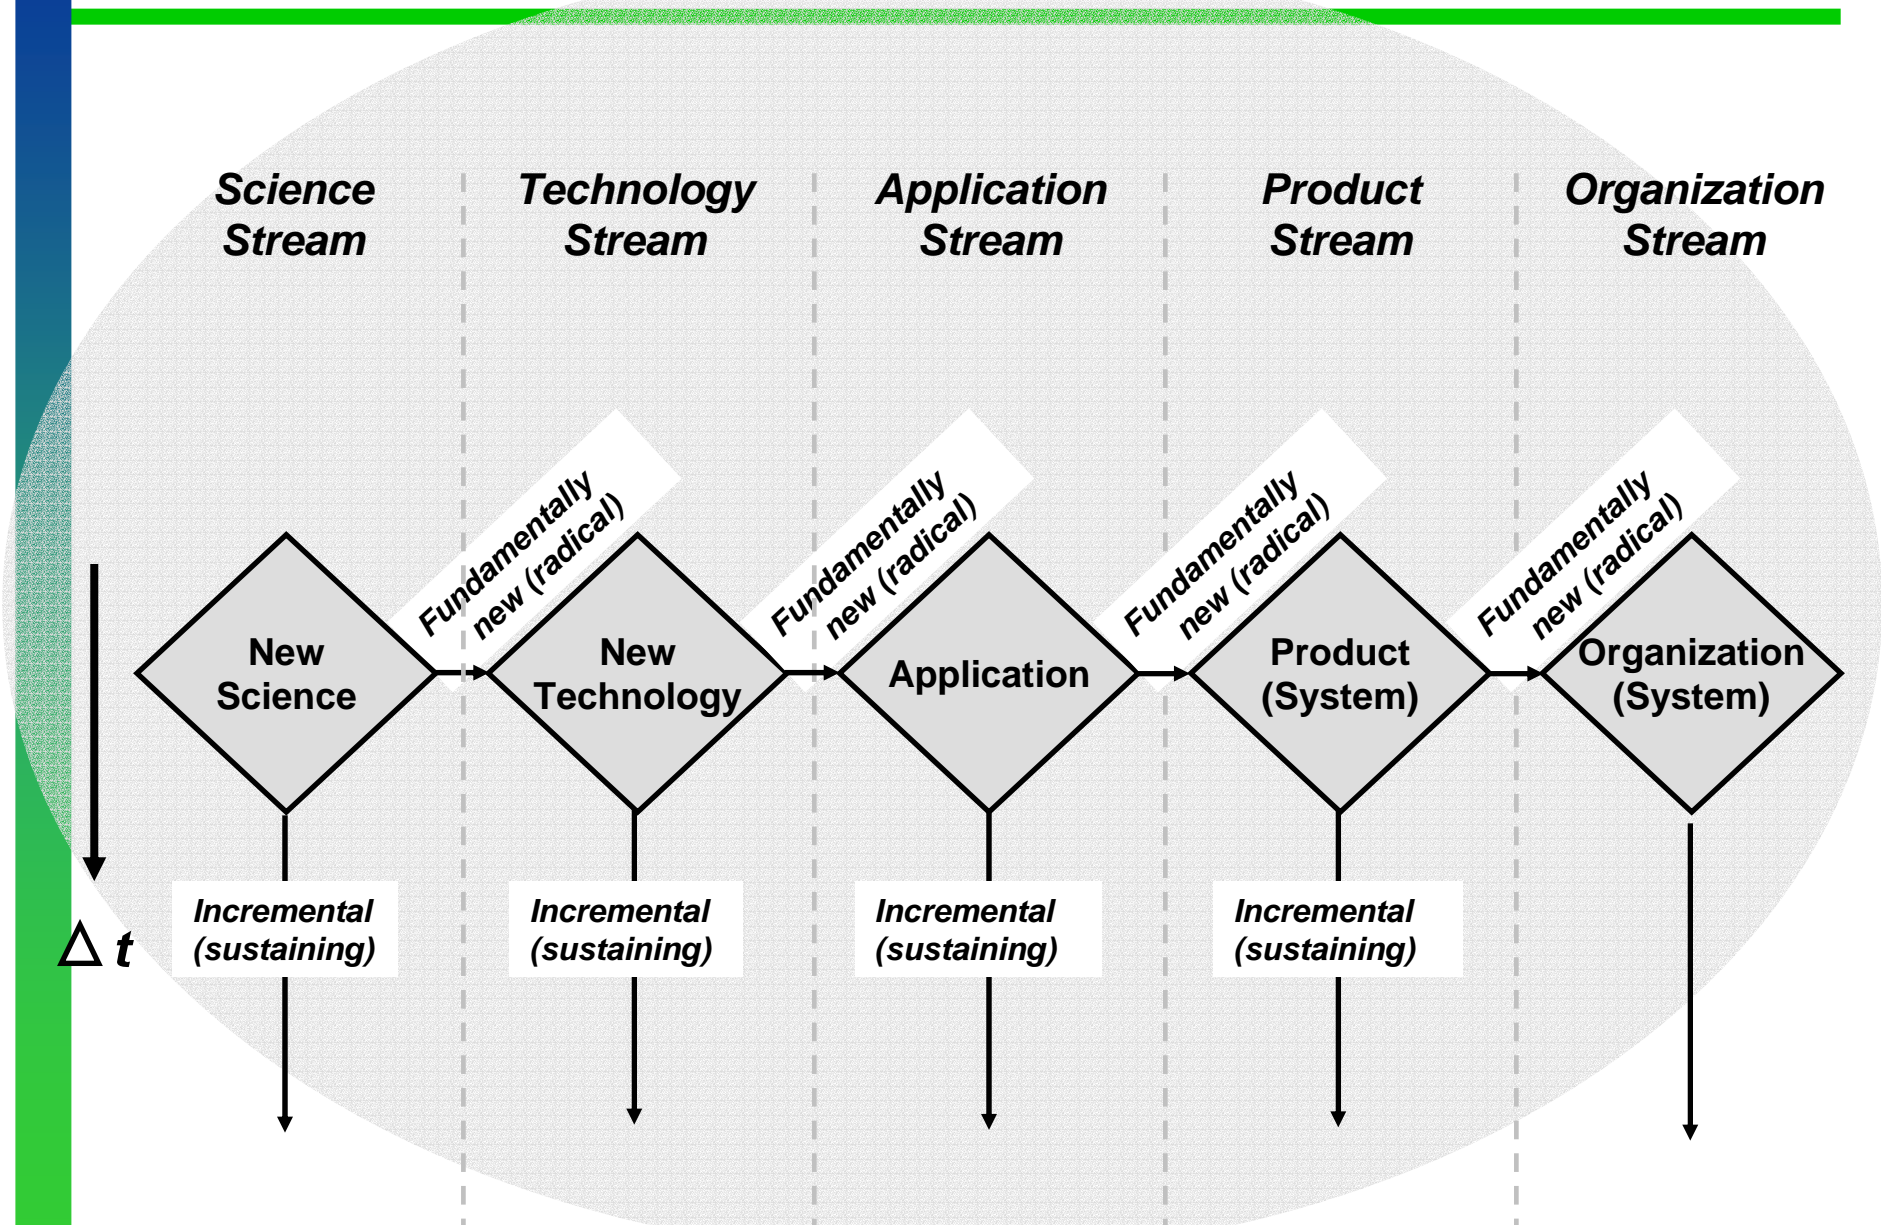 Science
Stream
Technology
Stream
Application
Stream
Product
Stream
Organization
Stream
Fundamentally
new (radical)
Fundamentally
new (radical)
Fundamentally
new (radical)
Fundamentally
new (radical)
New
Science
New
Technology
Application
Product
(System)
Organization
(System)
Δ t
Incremental
(sustaining)
Incremental
(sustaining)
Incremental
(sustaining)
Incremental
(sustaining)